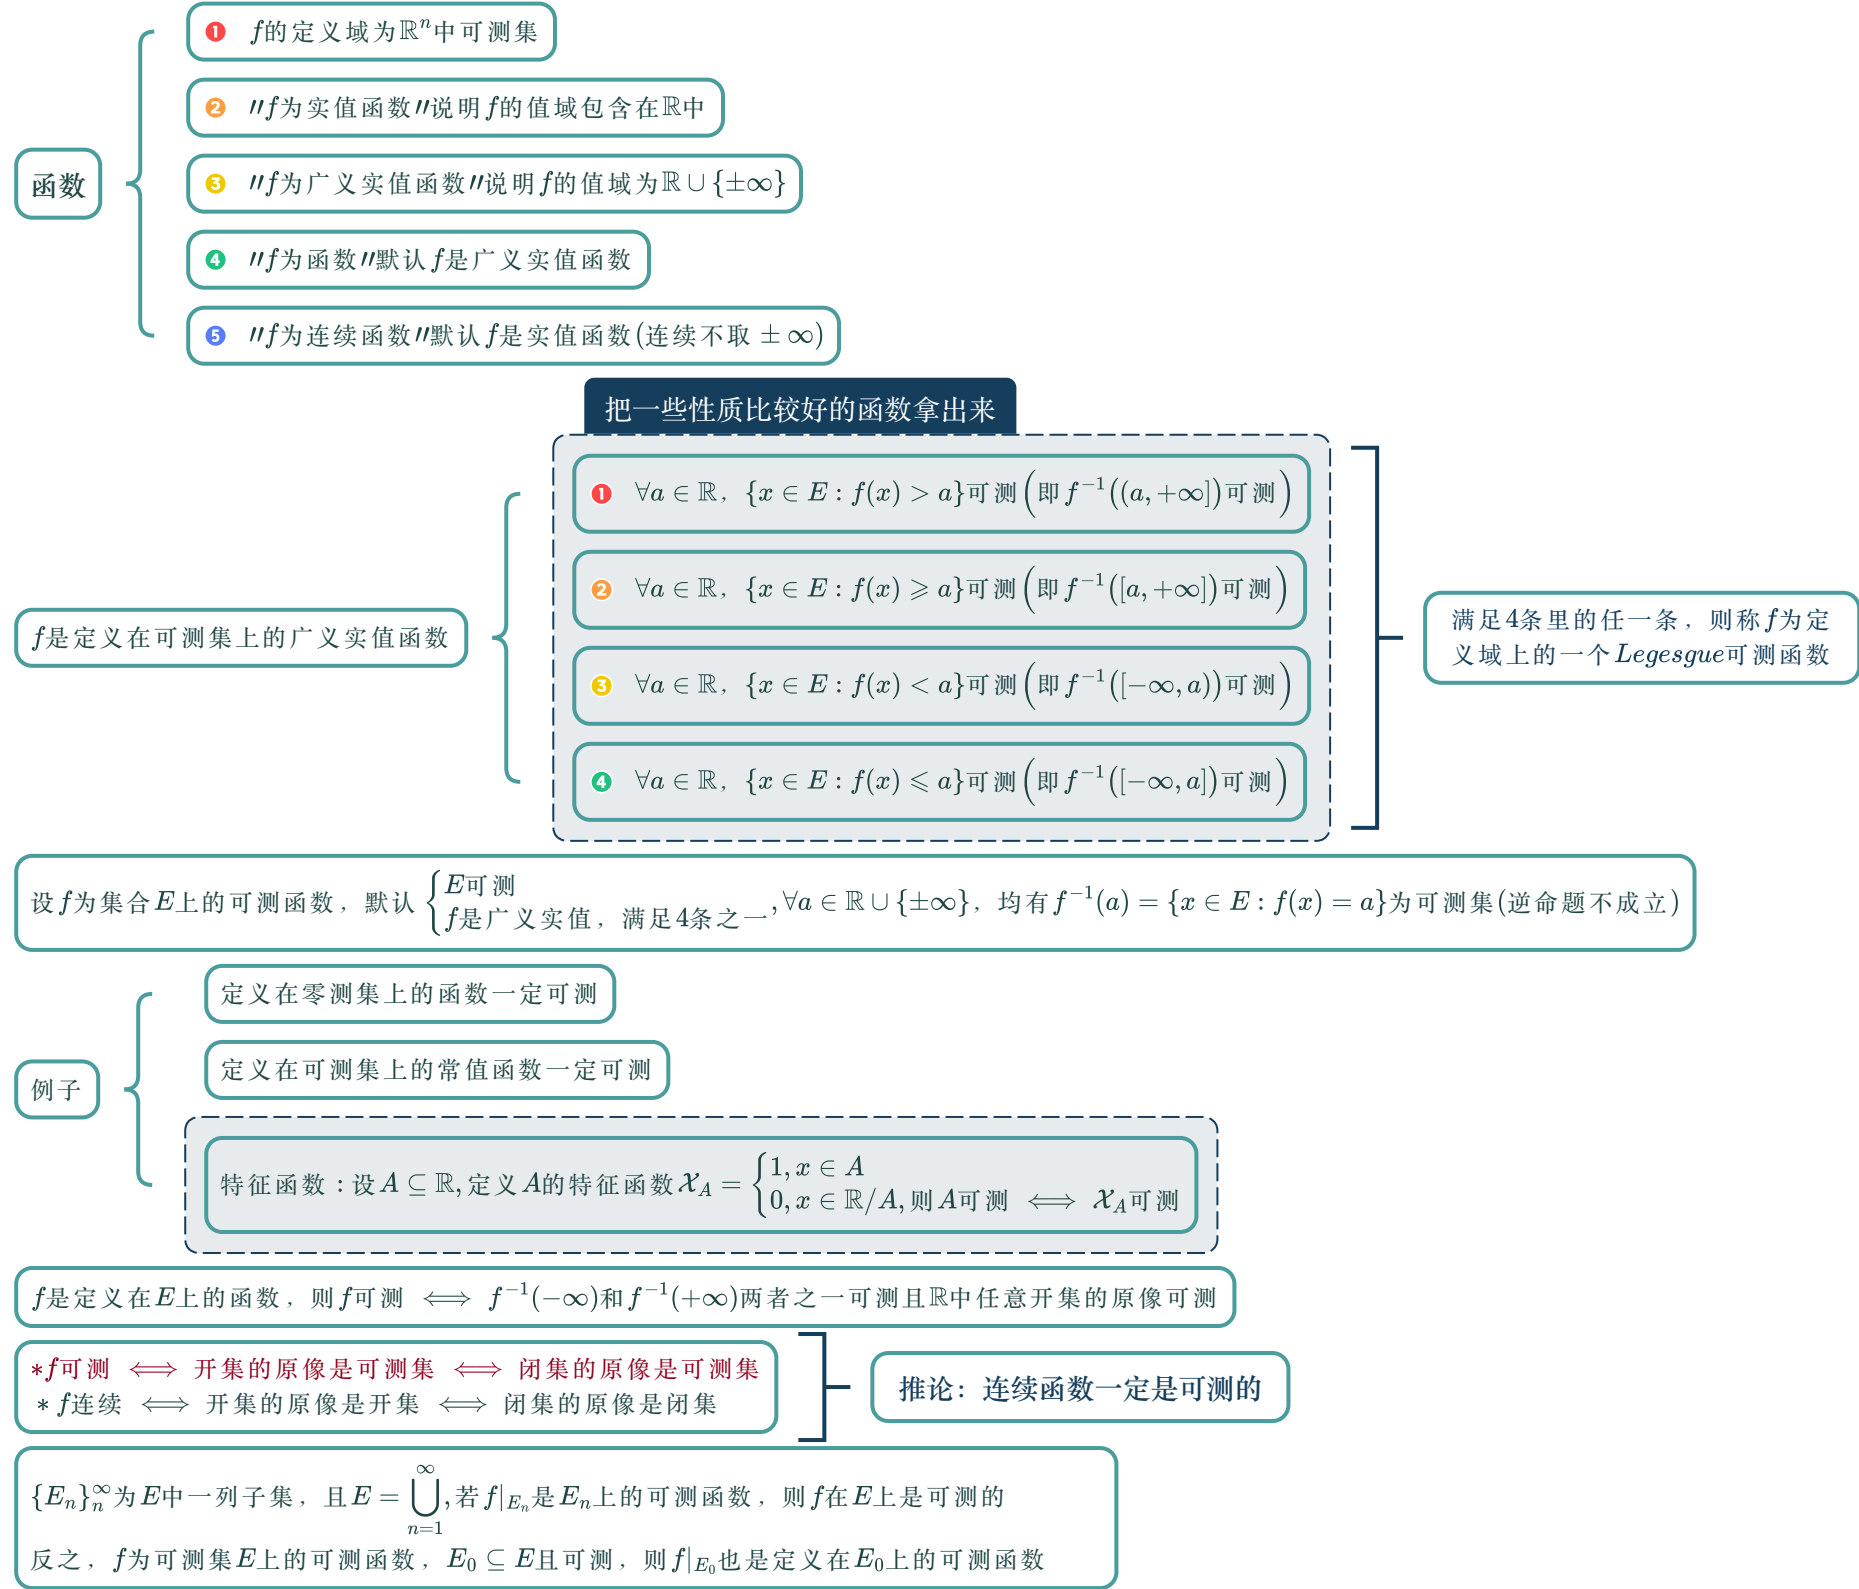 函数
❶ f的定义域为ℝⁿ中可测集
❷ ″f为实值函数″说明f的值域包含在ℝ中
❸ ″f为广义实值函数″说明f的值域为ℝ ∪ {±∞}
❹ ″f为函数″默认f是广义实值函数
❺ ″f为连续函数″默认f是实值函数(连续不取 ± ∞)
把一些性质比较好的函数拿出来
f是定义在可测集上的广义实值函数
❶ ∀a ∈ ℝ，{x ∈ E : f(x) > a}可测(即f⁻¹((a, +∞])可测)
❷ ∀a ∈ ℝ，{x ∈ E : f(x) ⩾ a}可测(即f⁻¹([a, +∞])可测)
❸ ∀a ∈ ℝ，{x ∈ E : f(x) < a}可测(即f⁻¹([−∞, a))可测)
❹ ∀a ∈ ℝ，{x ∈ E : f(x) ⩽ a}可测(即f⁻¹([−∞, a])可测)
满足4条里的任一条，则称f为定
义域上的一个Legesgue可测函数
设f为集合E上的可测函数，默认{E可测
f是广义实值，满足4条之一, ∀a ∈ ℝ ∪ {±∞}，均有f⁻¹(a) = {x ∈ E : f(x) = a}为可测集(逆命题不成立)
例子
定义在零测集上的函数一定可测
定义在可测集上的常值函数一定可测
特征函数 : 设A ⊆ ℝ, 定义A的特征函数𝒳_A = {1, x ∈ A
0, x ∈ ℝ/A, 则A可测 ⟺ 𝒳_A可测
f是定义在E上的函数，则f可测 ⟺ f⁻¹(−∞)和f⁻¹(+∞)两者之一可测且ℝ中任意开集的原像可测
*f可测 ⟺ 开集的原像是可测集 ⟺ 闭集的原像是可测集
* f连续 ⟺ 开集的原像是开集 ⟺ 闭集的原像是闭集
推论：连续函数一定是可测的
{E_n}_n^∞为E中一列子集，且E = ⋃_{n=1}^∞, 若f|_{E_n}是E_n上的可测函数，则f在E上是可测的
反之，f为可测集E上的可测函数，E₀ ⊆ E且可测，则f|_{E₀}也是定义在E₀上的可测函数